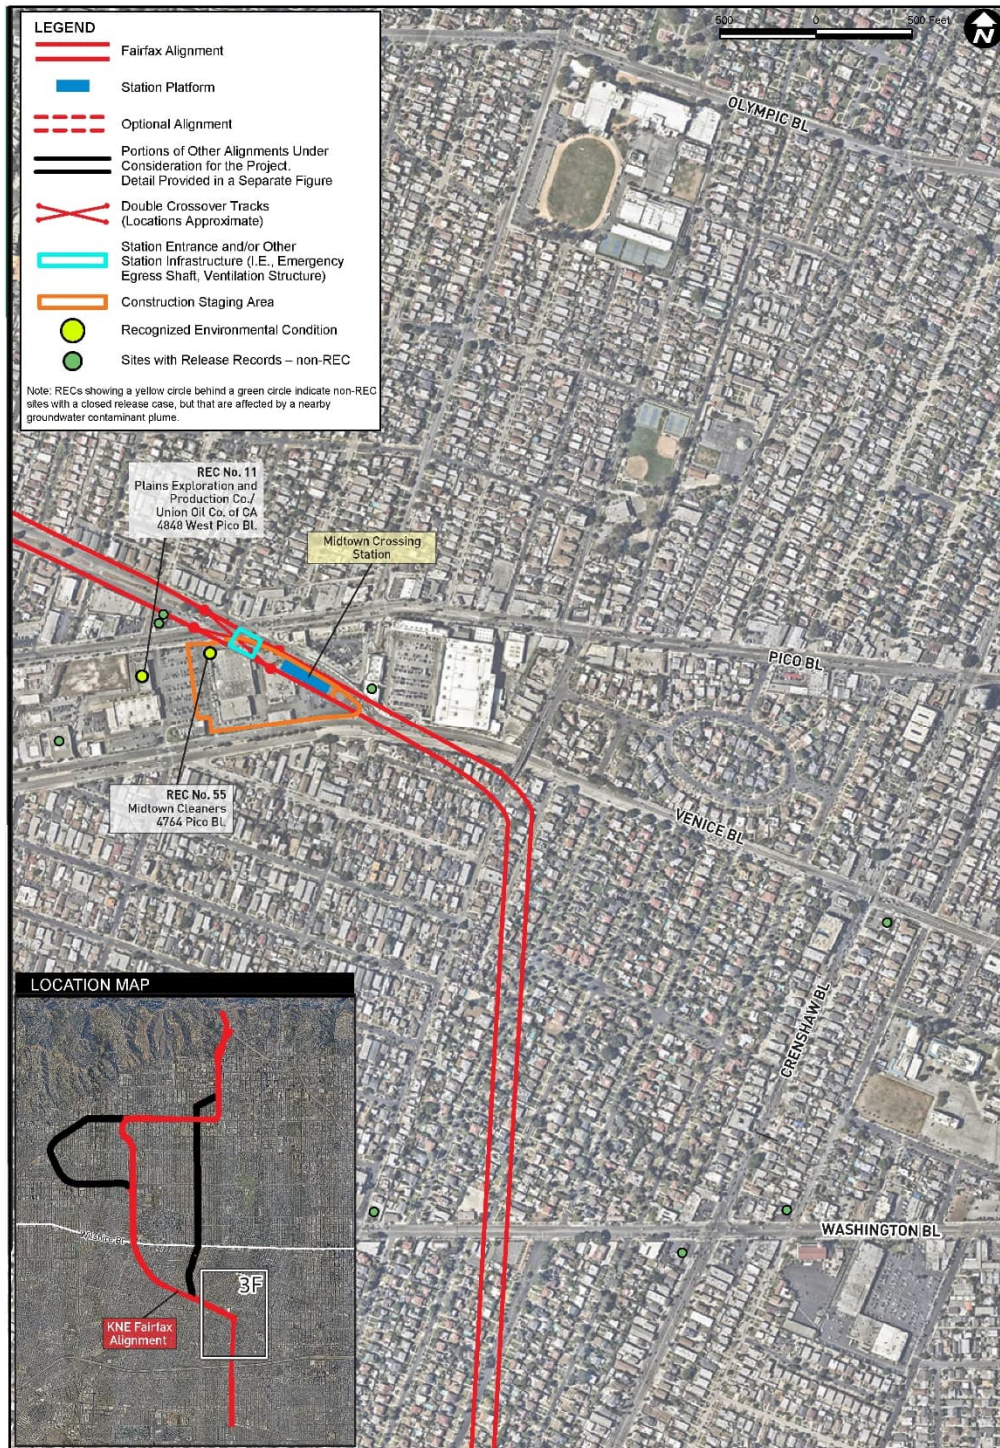 LEGEND
Fairfax Alignment
Station Platform
Optional Alignment
Portions of Other Alignments Under
Consideration for the Project.
Detail Provided in a Separate Figure
Double Crossover Tracks
(Locations Approximate)
Station Entrance and/or Other
Station Infrastructure (I.E., Emergency
Egress Shaft, Ventilation Structure)
Construction Staging Area
Recognized Environmental Condition
Sites with Release Records – non-REC
Note: RECs showing a yellow circle behind a green circle indicate non-REC
sites with a closed release case, but that are affected by a nearby
groundwater contaminant plume.
500 0 500 Feet
N
OLYMPIC BL
REC No. 11
Plains Exploration and
Production Co./
Union Oil Co. of CA
4848 West Pico Bl.
Midtown Crossing
Station
PICO BL
REC No. 55
Midtown Cleaners
4764 Pico Bl.
VENICE BL
CRENSHAW BL
WASHINGTON BL
LOCATION MAP
Wilshire Bl
3F
KNE Fairfax
Alignment